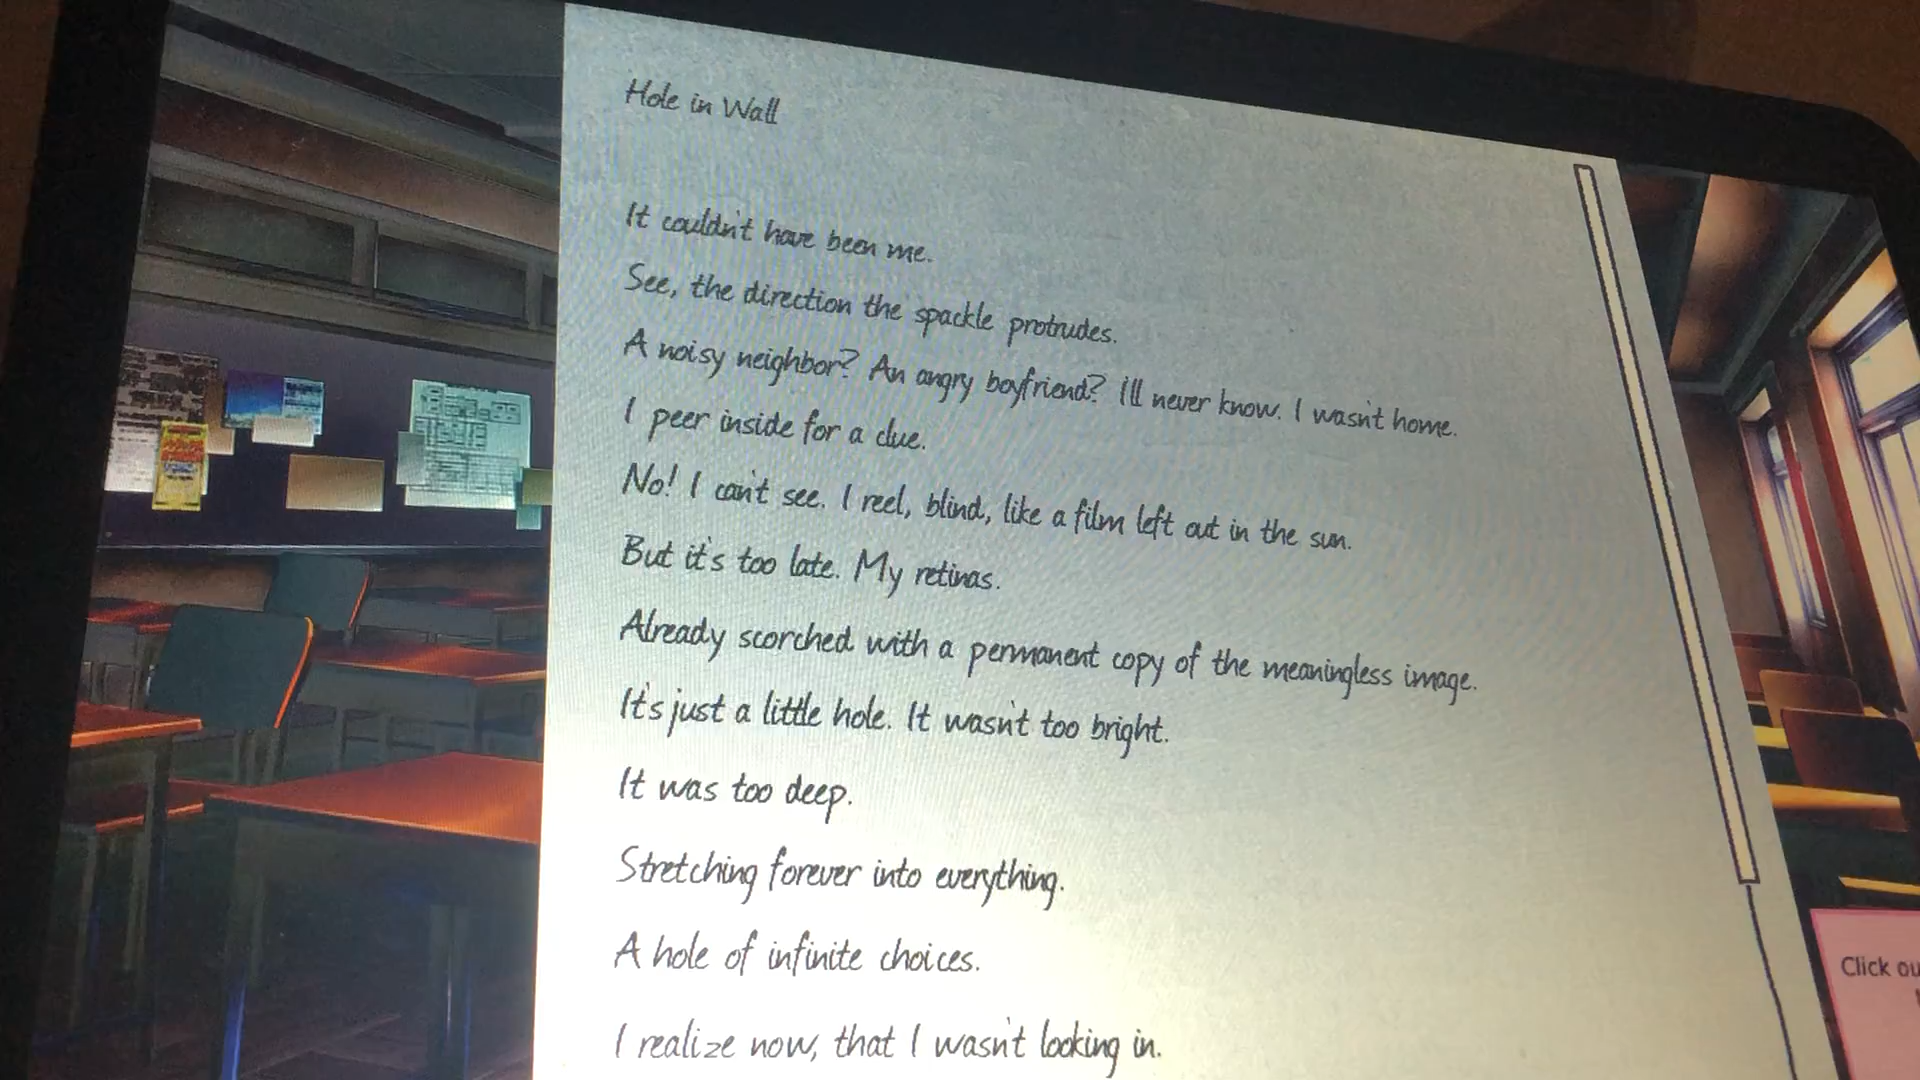 Hole in Wall
It couldn't have been me.
See, the direction the spackle protrudes.
A noisy neighbor? An angry boyfriend? I'll never know. I wasn't home.
I peer inside for a clue.
No! I can't see. I reel, blind, like a film left out in the sun.
But it's too late. My retinas.
Already scorched with a permanent copy of the meaningless image.
It's just a little hole. It wasn't too bright.
It was too deep.
Stretching forever into everything.
A hole of infinite choices.
I realize now, that I wasn't looking in.
Click